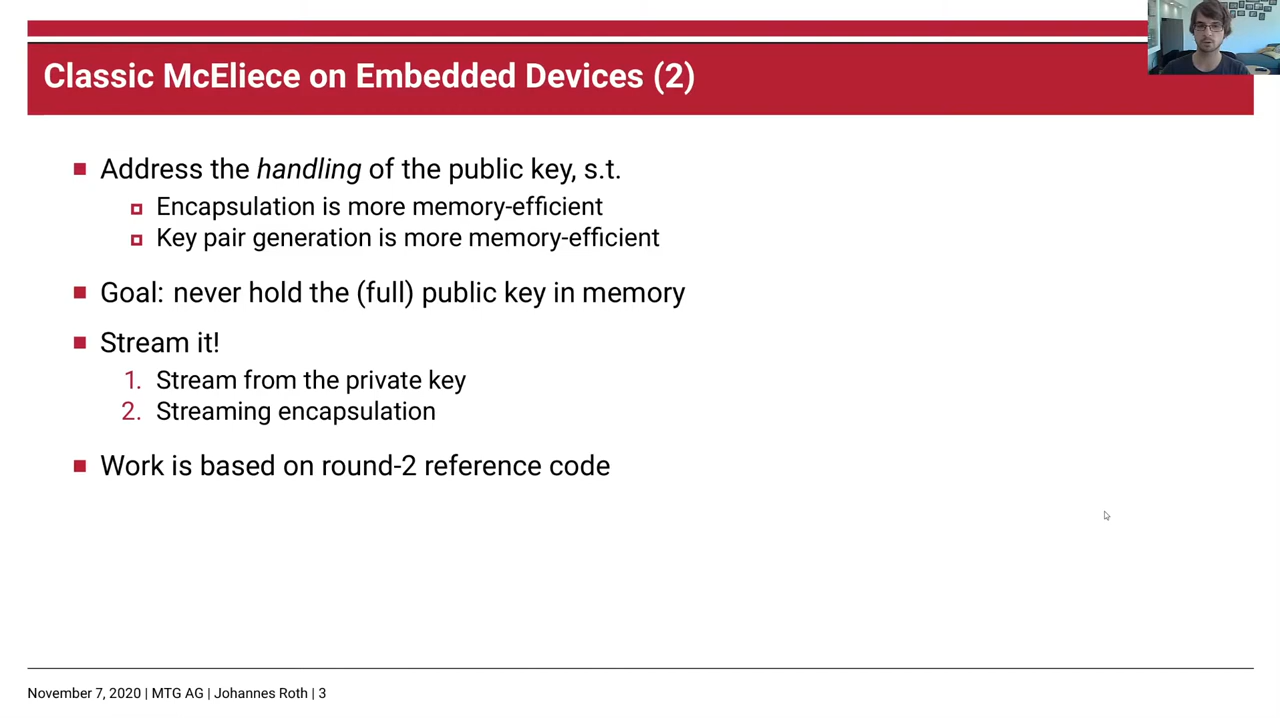 Classic McEliece on Embedded Devices (2)
Address the handling of the public key, s.t.
Encapsulation is more memory-efficient
Key pair generation is more memory-efficient
Goal: never hold the (full) public key in memory
Stream it!
1. Stream from the private key
2. Streaming encapsulation
Work is based on round-2 reference code
November 7, 2020 | MTG AG | Johannes Roth | 3